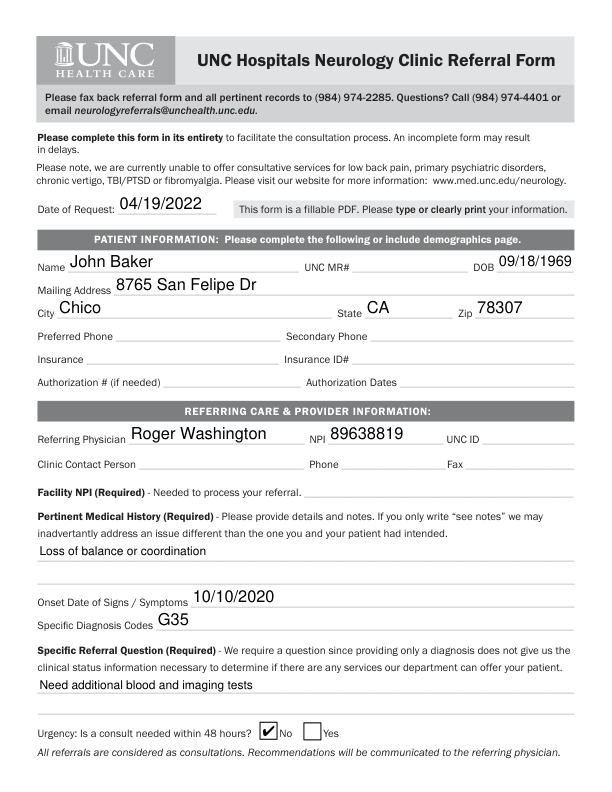 UNC
HEALTH CARE
UNC Hospitals Neurology Clinic Referral Form
Please fax back referral form and all pertinent records to (984) 974-2285. Questions? Call (984) 974-4401 or
email neurologyreferrals@unchealth.unc.edu.
Please complete this form in its entirety to facilitate the consultation process. An incomplete form may result
in delays.
Please note, we are currently unable to offer consultative services for low back pain, primary psychiatric disorders,
chronic vertigo, TBI/PTSD or fibromyalgia. Please visit our website for more information: www.med.unc.edu/neurology.
Date of Request: 04/19/2022 This form is a fillable PDF. Please type or clearly print your information.
PATIENT INFORMATION: Please complete the following or include demographics page.
Name John Baker UNC MR# DOB 09/18/1969
Mailing Address 8765 San Felipe Dr
City Chico State CA Zip 78307
Preferred Phone Secondary Phone
Insurance Insurance ID#
Authorization # (if needed) Authorization Dates
REFERRING CARE & PROVIDER INFORMATION:
Referring Physician Roger Washington NPI 89638819 UNC ID
Clinic Contact Person Phone Fax
Facility NPI (Required) - Needed to process your referral.
Pertinent Medical History (Required) - Please provide details and notes. If you only write “see notes” we may
inadvertantly address an issue different than the one you and your patient had intended.
Loss of balance or coordination
Onset Date of Signs / Symptoms 10/10/2020
Specific Diagnosis Codes G35
Specific Referral Question (Required) - We require a question since providing only a diagnosis does not give us the
clinical status information necessary to determine if there are any services our department can offer your patient.
Need additional blood and imaging tests
Urgency: Is a consult needed within 48 hours? ✔ No Yes
All referrals are considered as consultations. Recommendations will be communicated to the referring physician.